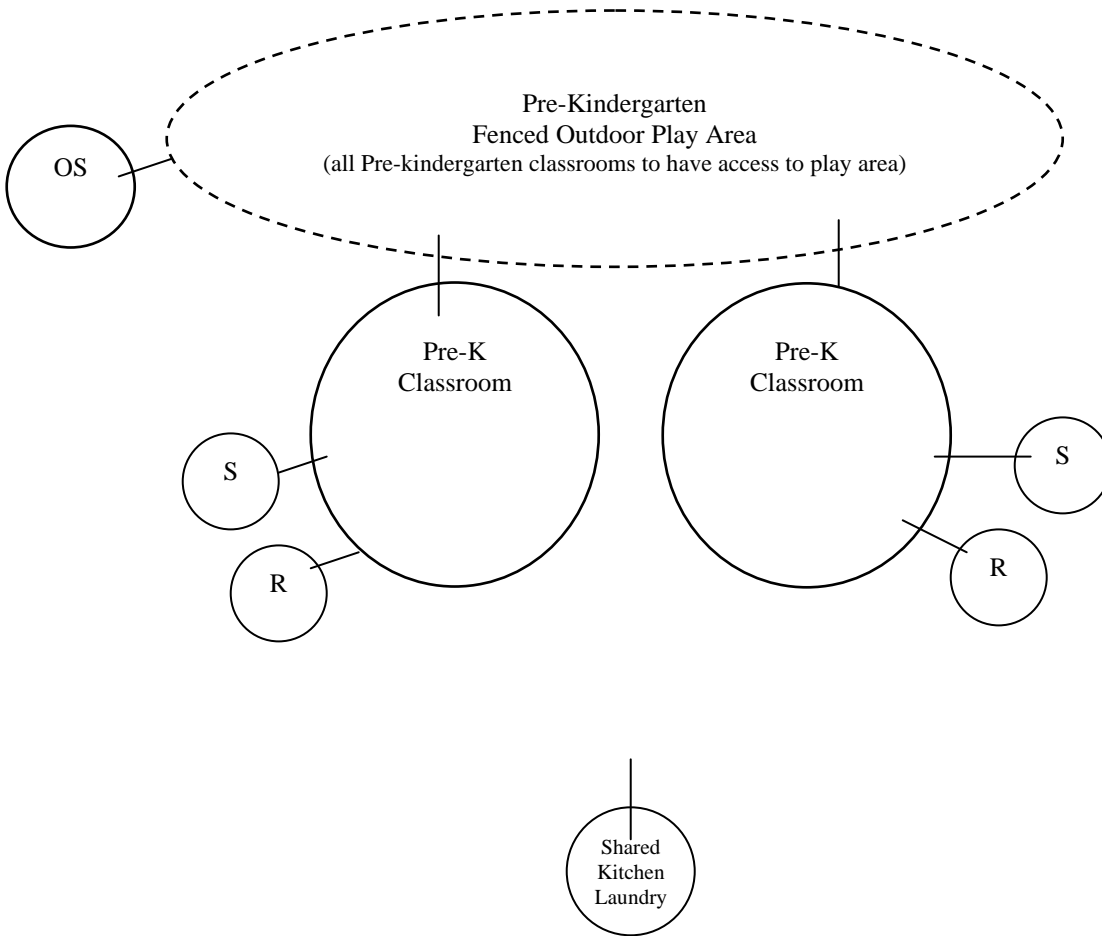 Pre-Kindergarten
Fenced Outdoor Play Area
(all Pre-kindergarten classrooms to have access to play area)
OS
Pre-K
Classroom
Pre-K
Classroom
S
R
S
R
Shared
Kitchen
Laundry